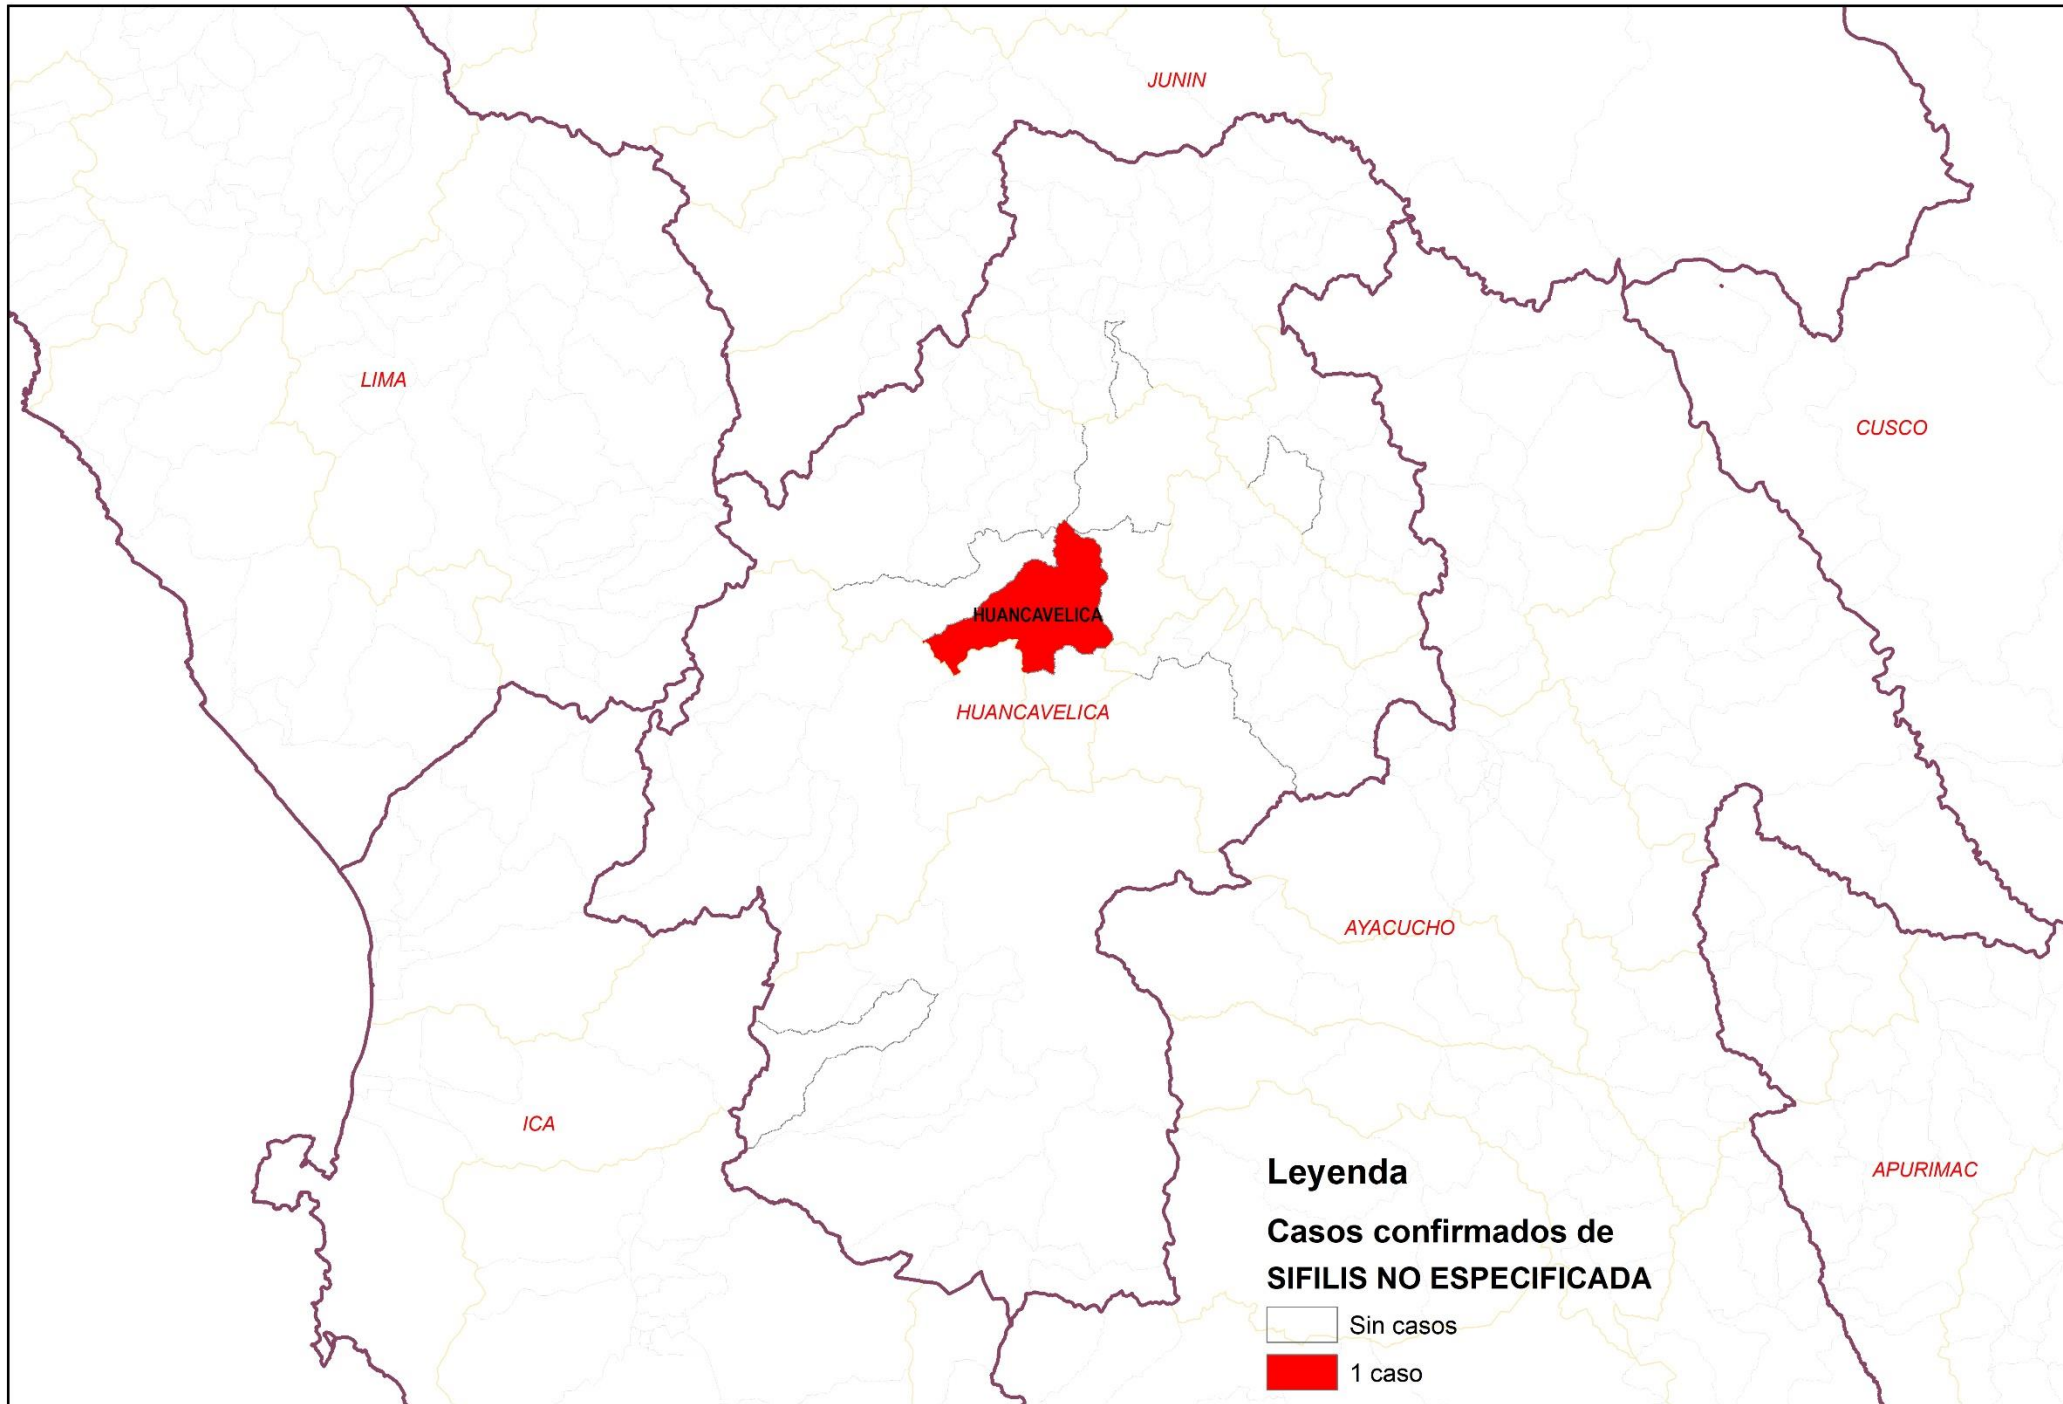 JUNIN
LIMA
CUSCO
HUANCAVELICA
HUANCAVELICA
AYACUCHO
ICA
APURIMAC
Leyenda
Casos confirmados de
SIFILIS NO ESPECIFICADA
Sin casos
1 caso